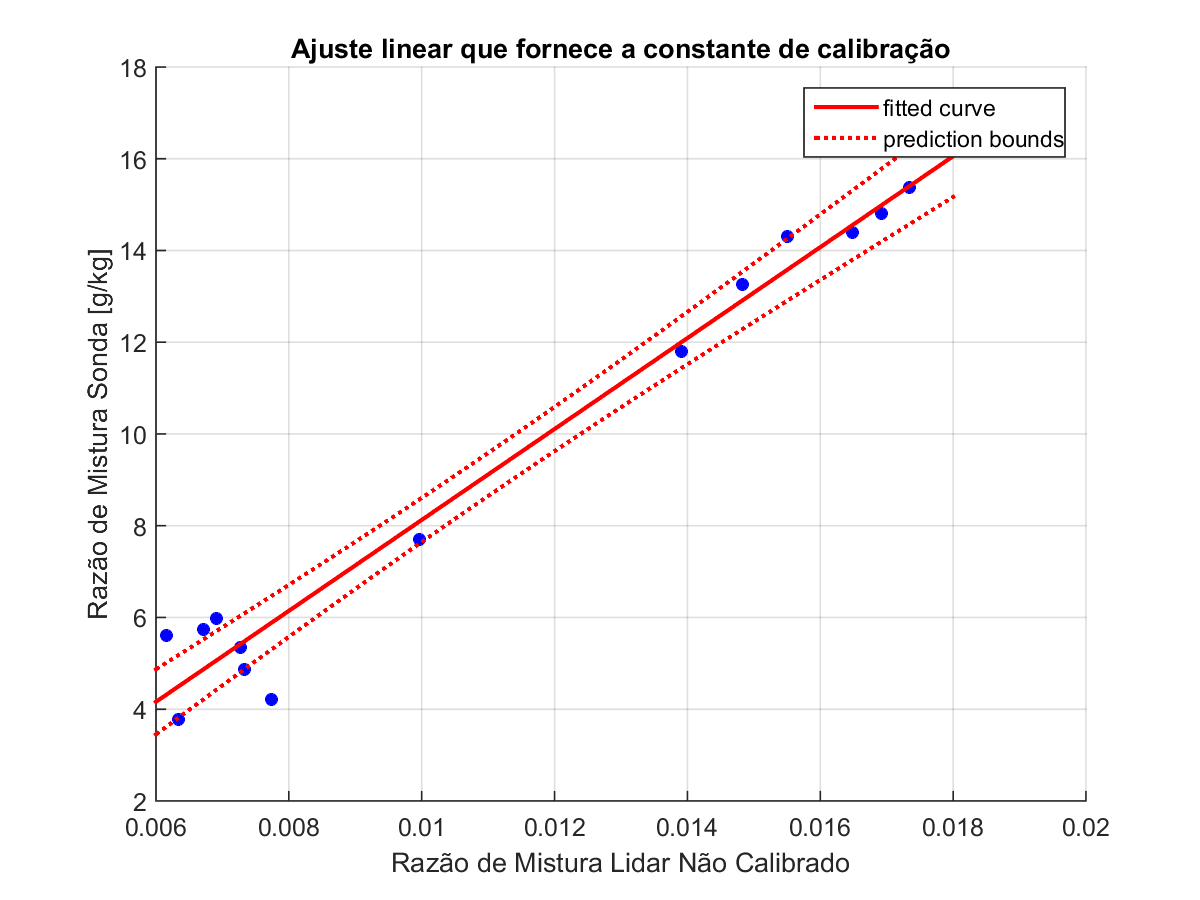 Ajuste linear que fornece a constante de calibração
18
16
14
12
10
8
6
4
2
Razão de Mistura Sonda [g/kg]
fitted curve
prediction bounds
0.006 0.008 0.01 0.012 0.014 0.016 0.018 0.02
Razão de Mistura Lidar Não Calibrado